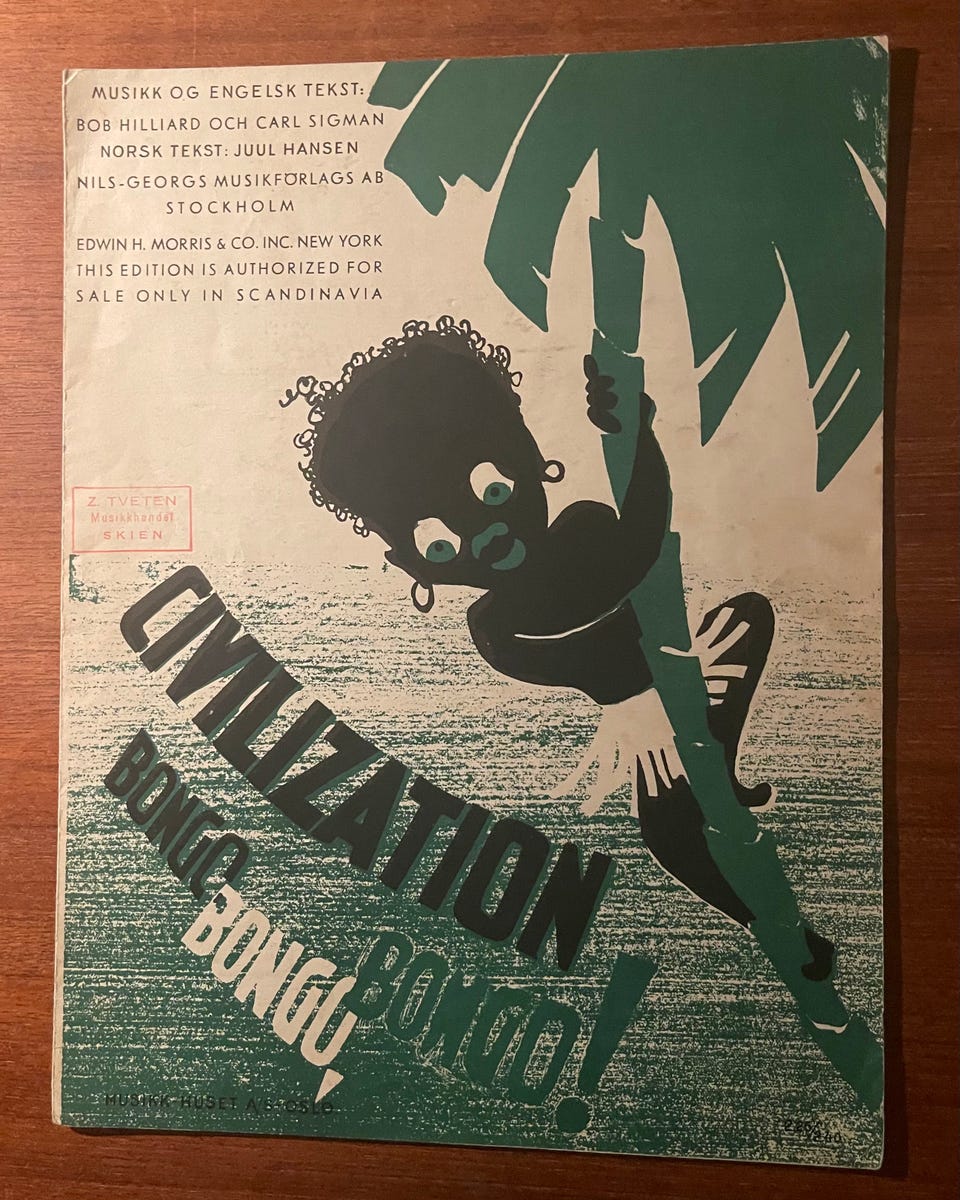 MUSIKK OG ENGELSK TEKST:
BOB HILLIARD OCH CARL SIGMAN
NORSK TEKST: JUUL HANSEN
NILS-GEORGS MUSIKFÖRLAGS AB
STOCKHOLM
EDWIN H. MORRIS & CO. INC. NEW YORK
THIS EDITION IS AUTHORIZED FOR
SALE ONLY IN SCANDINAVIA
Z. TVETEN
Musikkhandel
SKIEN
CIVILIZATION
BONGO
BONGO,
BONGO!
MUSIKK-HUSET A/S OSLO